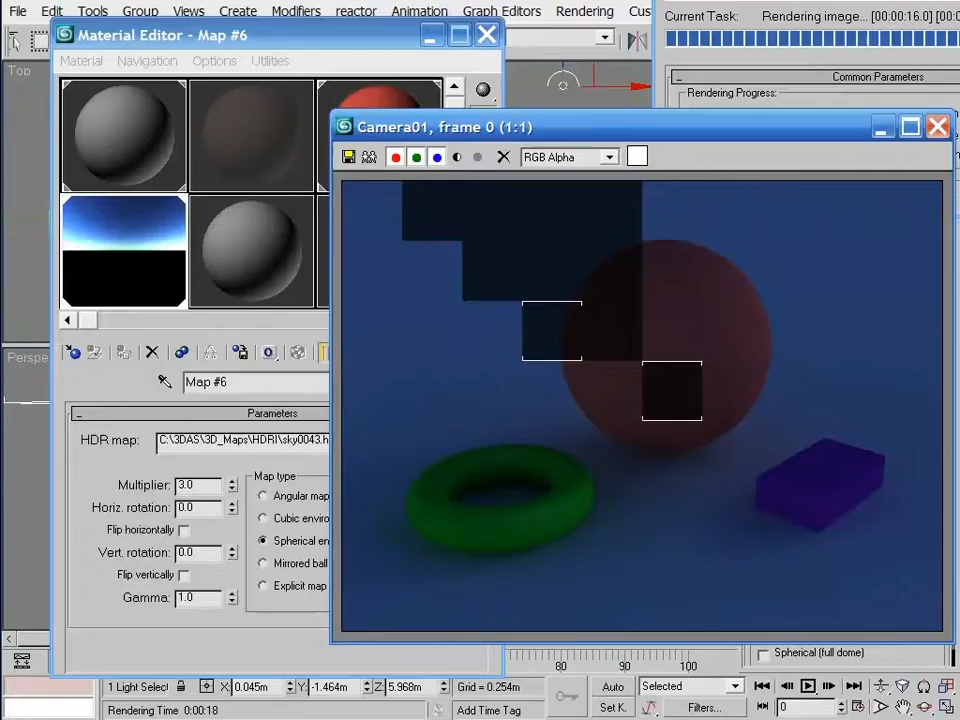 File Edit Tools Group Views Create Modifiers reactor Animation Graph Editors Rendering
Current Task: Rendering image... [00:00:16.0]
Material Editor - Map #6
Material Navigation Options Utilities
Common Parameters
Rendering Progress:
Top
Camera01, frame 0 (1:1)
RGB Alpha
Map #6
Parameters
HDR map: C:\3DAS\3D_Maps\HDRI\sky0043.h
Multiplier: 3.0
Horiz. rotation: 0.0
Flip horizontally
Vert. rotation: 0.0
Flip vertically
Gamma: 1.0
Map type
Angular map
Cubic
Spherical
Mirrored ball
Explicit map
80 90 100
Spherical (full dome)
1 Light Select X: 0.045m Y: -1.464m Z: 5.968m Grid = 0.254m Auto Selected
Rendering Time 0:00:18 Add Time Tag Set K. Filters... 0